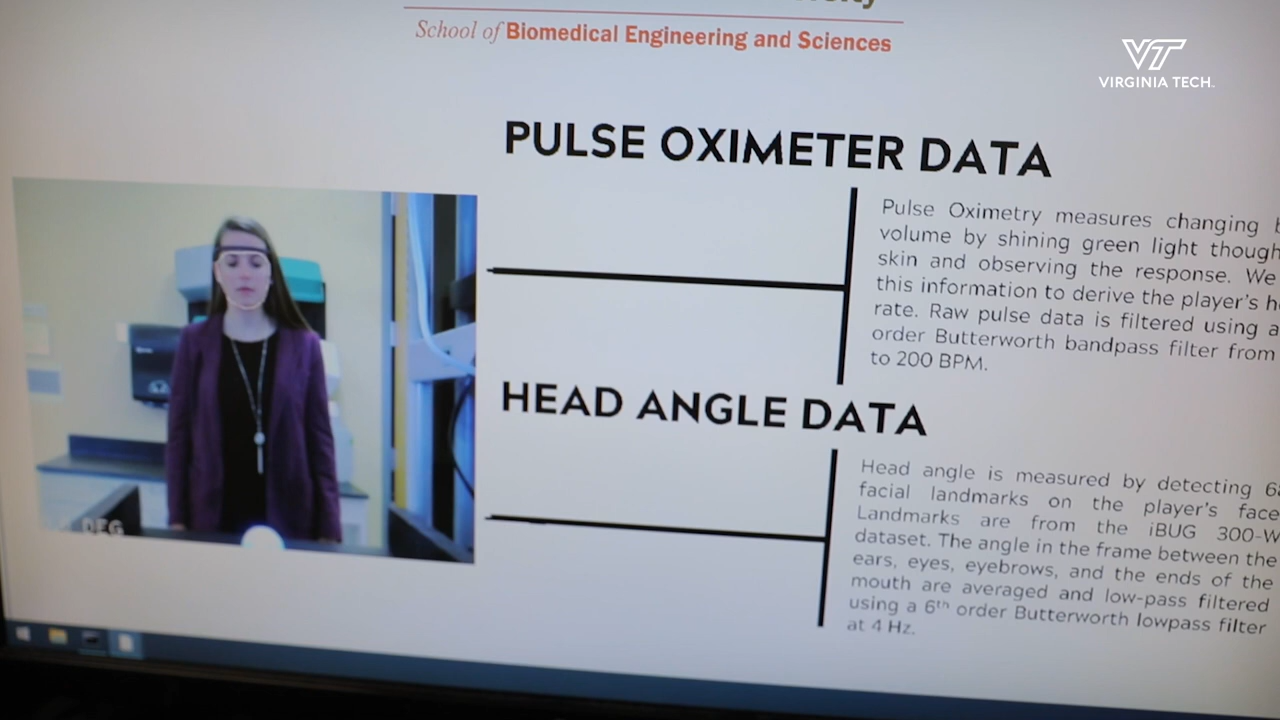 School of Biomedical Engineering and Sciences
VT
VIRGINIA TECH.
PULSE OXIMETER DATA
Pulse Oximetry measures changing
volume by shining green light though
skin and observing the response. We
this information to derive the player's
rate. Raw pulse data is filtered using a
order Butterworth bandpass filter from
to 200 BPM.
HEAD ANGLE DATA
Head angle is measured by detecting
facial landmarks on the player's face
Landmarks are from the iBUG 300-W
dataset. The angle in the frame between the
ears, eyes, eyebrows, and the ends of the
mouth are averaged and low-pass filtered
using a 6th order Butterworth lowpass filter
at 4 Hz.
DEG